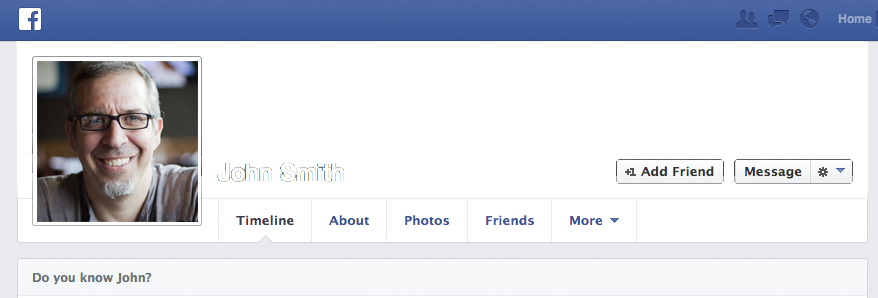 f
Home
John Smith
+1 Add Friend
Message
Timeline
About
Photos
Friends
More
Do you know John?